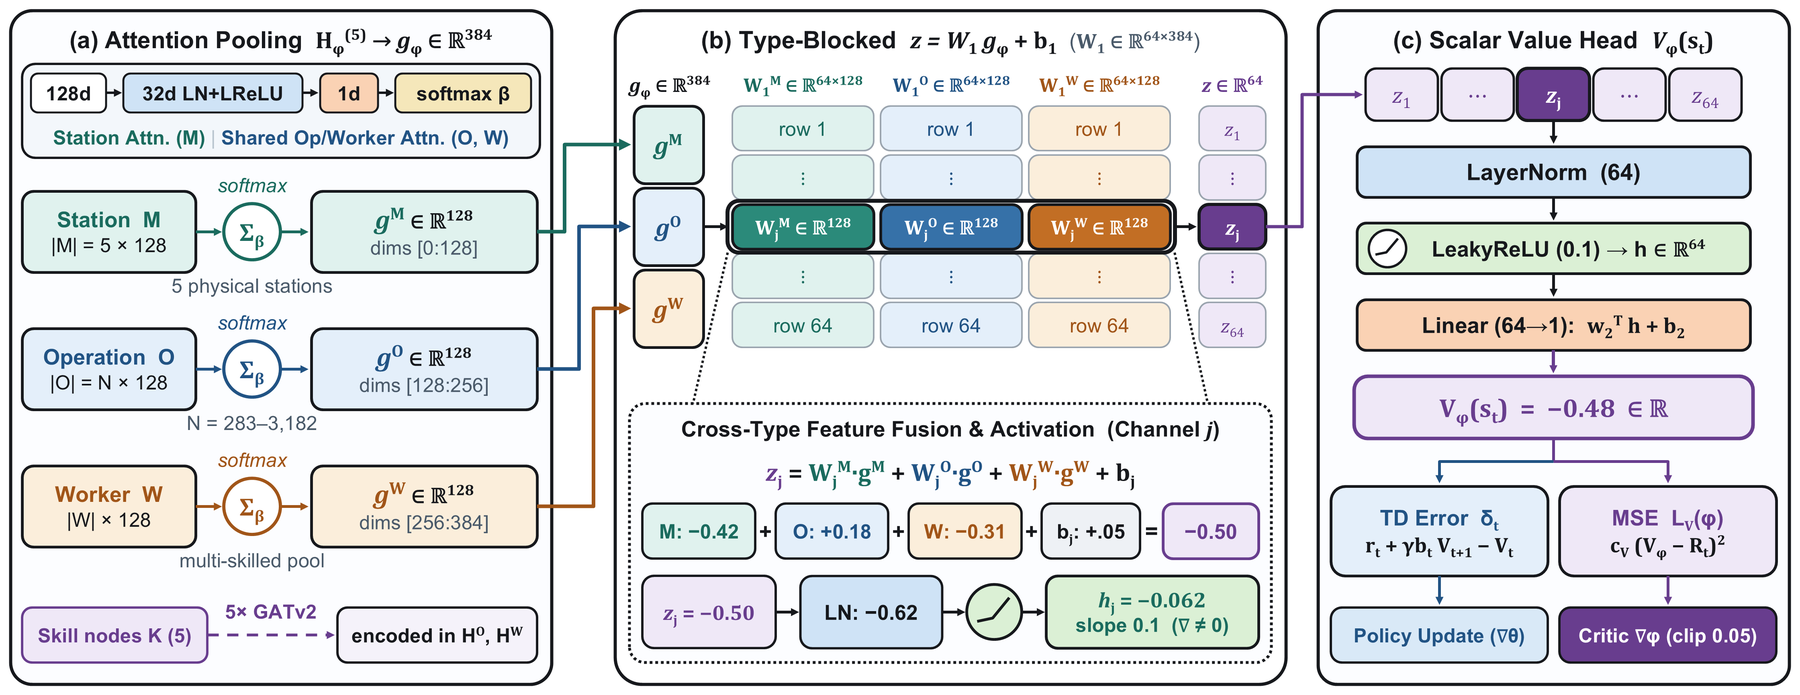 (a) Attention Pooling H_φ^(5) → g_φ ∈ ℝ^384
128d
32d LN+LReLU
1d
softmax β
Station Attn. (M) | Shared Op/Worker Attn. (O, W)
softmax
Station M
|M| = 5 × 128
Σ_β
g^M ∈ ℝ^128
dims [0:128]
5 physical stations
softmax
Operation O
|O| = N × 128
Σ_β
g^O ∈ ℝ^128
dims [128:256]
N = 283–3,182
softmax
Worker W
|W| × 128
Σ_β
g^W ∈ ℝ^128
dims [256:384]
multi-skilled pool
Skill nodes K (5)
5× GATv2
encoded in H^O, H^W
(b) Type-Blocked z = W_1 g_φ + b_1 (W_1 ∈ ℝ^64×384)
g_φ ∈ ℝ^384
W_1^M ∈ ℝ^64×128
W_1^O ∈ ℝ^64×128
W_1^W ∈ ℝ^64×128
z ∈ ℝ^64
g^M
g^O
g^W
row 1
row 1
row 1
z_1
⋮
⋮
⋮
⋮
W_j^M ∈ ℝ^128
W_j^O ∈ ℝ^128
W_j^W ∈ ℝ^128
z_j
⋮
⋮
⋮
⋮
row 64
row 64
row 64
z_64
Cross-Type Feature Fusion & Activation (Channel j)
z_j = W_j^M·g^M + W_j^O·g^O + W_j^W·g^W + b_j
M: −0.42 + O: +0.18 + W: −0.31 + b_j: +.05 = −0.50
z_j = −0.50
LN: −0.62
h_j = −0.062
slope 0.1 (∇ ≠ 0)
(c) Scalar Value Head V_φ(s_t)
z_1
⋯
z_j
⋯
z_64
LayerNorm (64)
LeakyReLU (0.1) → h ∈ ℝ^64
Linear (64→1): w_2^T h + b_2
V_φ(s_t) = −0.48 ∈ ℝ
TD Error δ_t
r_t + γb_t V_t+1 − V_t
MSE L_V(φ)
c_V (V_φ − R_t)^2
Policy Update (∇θ)
Critic ∇φ (clip 0.05)